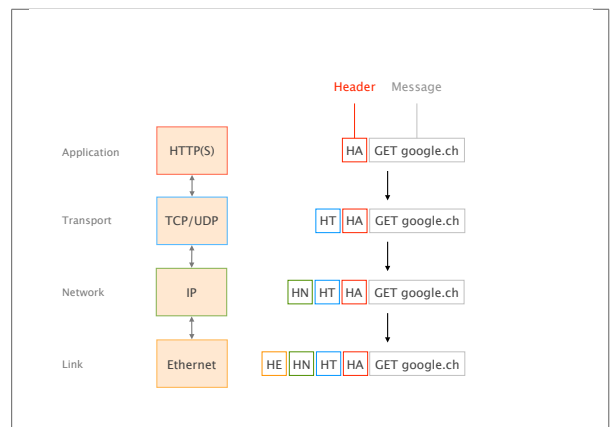 Header Message
Application HTTP(S) HA GET google.ch
Transport TCP/UDP HT HA GET google.ch
Network IP HN HT HA GET google.ch
Link Ethernet HE HN HT HA GET google.ch